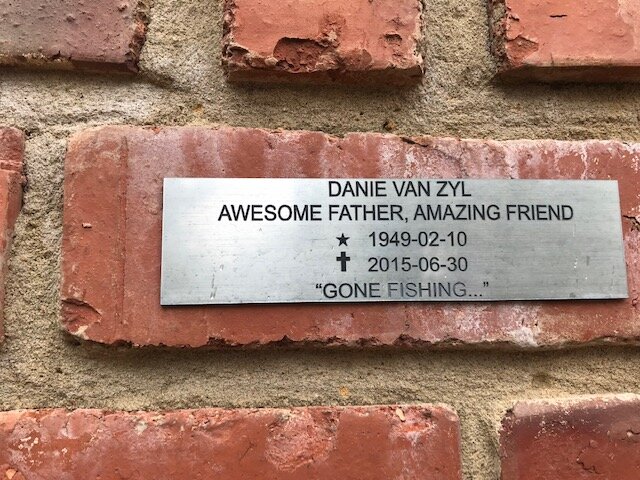 DANIE VAN ZYL
AWESOME FATHER, AMAZING FRIEND
★ 1949-02-10
✝ 2015-06-30
"GONE FISHING..."